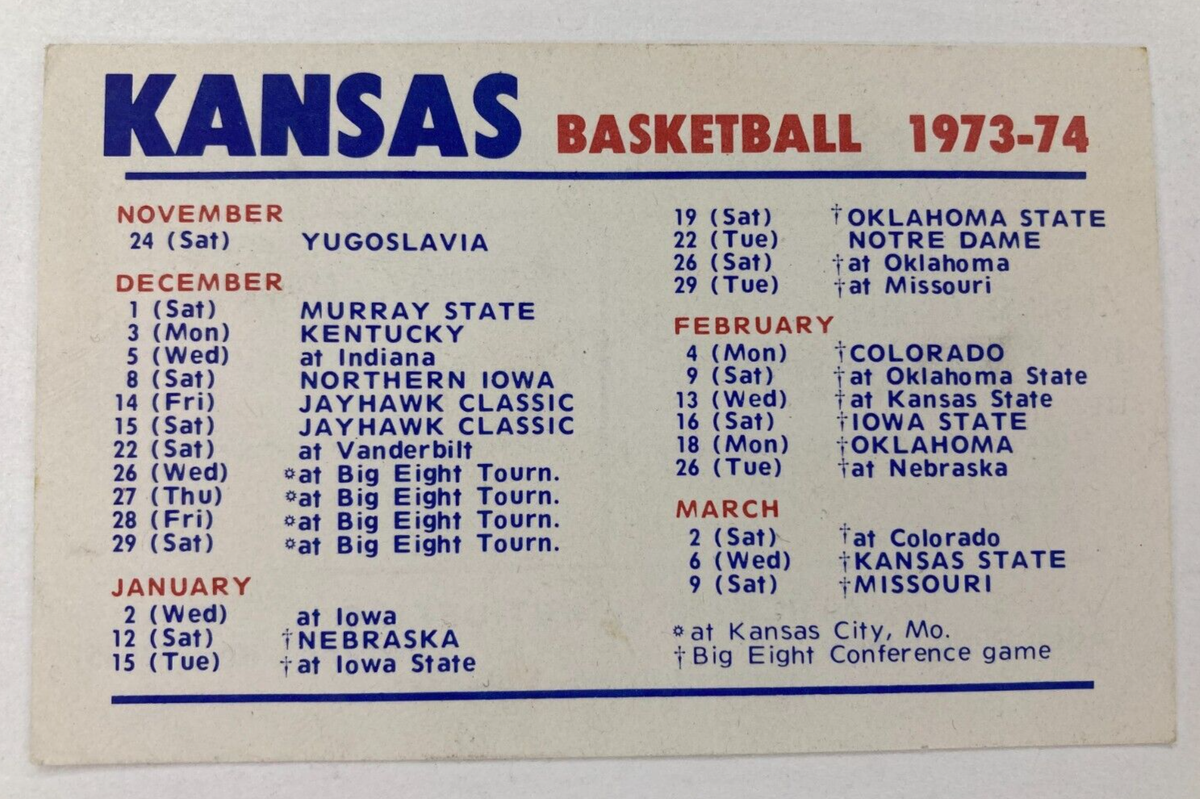 KANSAS BASKETBALL 1973-74
NOVEMBER
24 (Sat) YUGOSLAVIA
DECEMBER
1 (Sat) MURRAY STATE
3 (Mon) KENTUCKY
5 (Wed) at Indiana
8 (Sat) NORTHERN IOWA
14 (Fri) JAYHAWK CLASSIC
15 (Sat) JAYHAWK CLASSIC
22 (Sat) at Vanderbilt
26 (Wed) ☼at Big Eight Tourn.
27 (Thu) ☼at Big Eight Tourn.
28 (Fri) ☼at Big Eight Tourn.
29 (Sat) ☼at Big Eight Tourn.
JANUARY
2 (Wed) at Iowa
12 (Sat) †NEBRASKA
15 (Tue) †at Iowa State
19 (Sat) †OKLAHOMA STATE
22 (Tue) NOTRE DAME
26 (Sat) †at Oklahoma
29 (Tue) †at Missouri
FEBRUARY
4 (Mon) †COLORADO
9 (Sat) †at Oklahoma State
13 (Wed) †at Kansas State
16 (Sat) †IOWA STATE
18 (Mon) †OKLAHOMA
26 (Tue) †at Nebraska
MARCH
2 (Sat) †at Colorado
6 (Wed) †KANSAS STATE
9 (Sat) †MISSOURI
☼at Kansas City, Mo.
†Big Eight Conference game